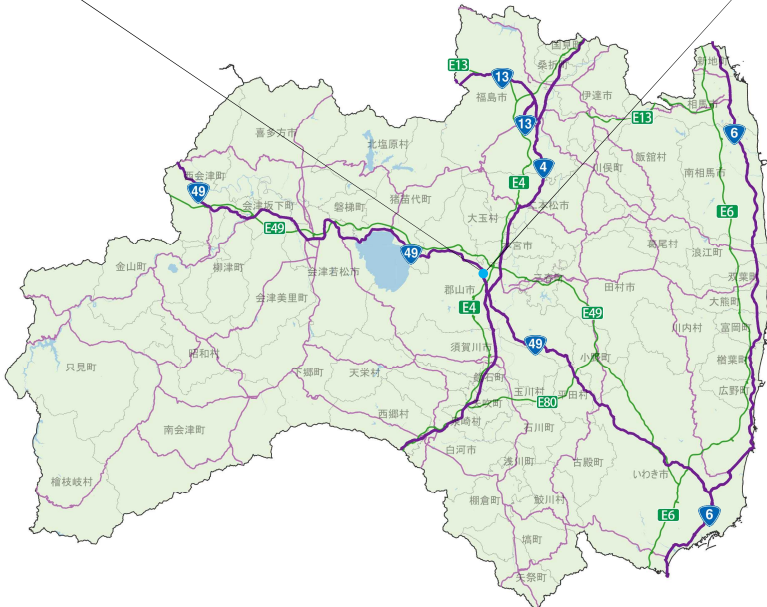 国見町
桑折町
新地町
E13
13
福島市
伊達市
相馬市
E13
13
6
喜多方市
北塩原村
飯舘村
川俣町
南相馬市
4
西会津町
E4
49
会津坂下町
磐梯町
猪苗代町
大玉村
二本松市
E6
E49
本宮市
葛尾村
浪江町
49
金山町
柳津町
会津若松市
三春町
双葉町
郡山市
田村市
会津美里町
大熊町
E4
E49
川内村
富岡町
49
須賀川市
昭和村
小野町
只見町
楢葉町
下郷町
天栄村
鏡石町
玉川村
平田村
広野町
E80
矢吹町
西郷村
泉崎村
石川町
南会津町
白河市
浅川町
古殿町
いわき市
檜枝岐村
棚倉町
鮫川村
E6
6
塙町
矢祭町